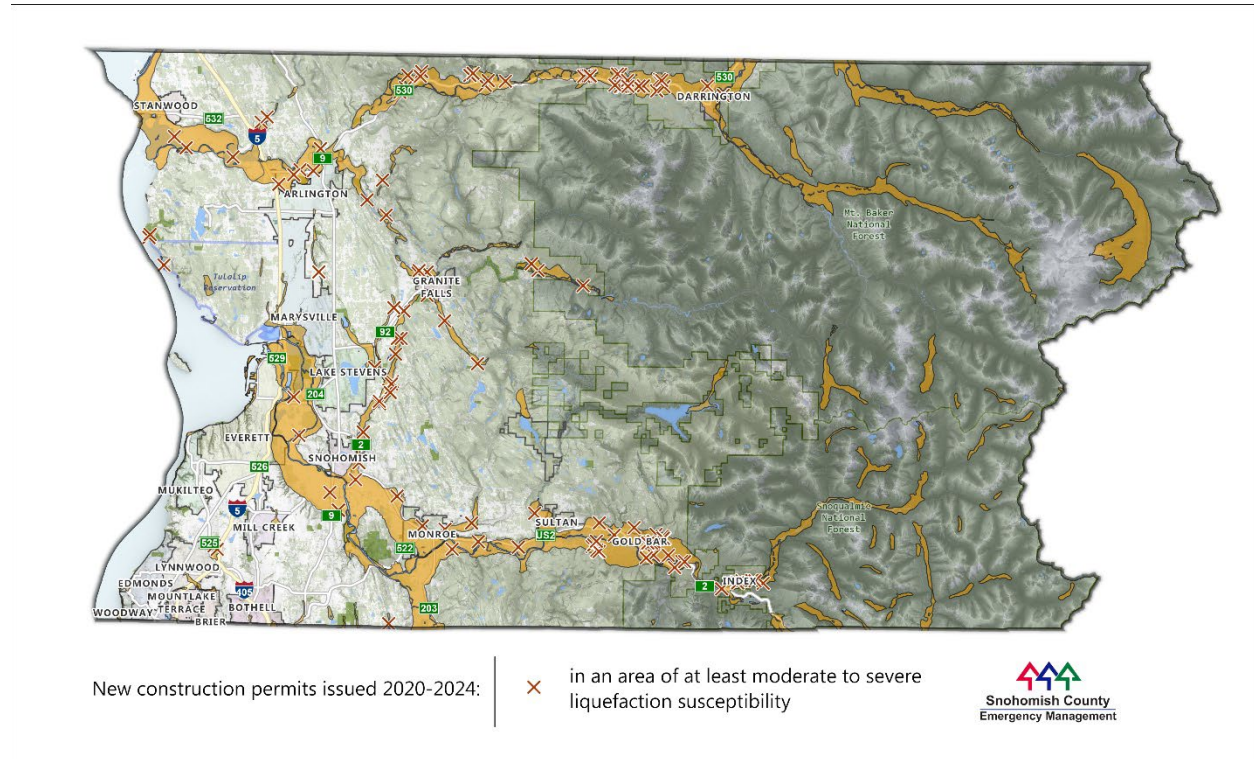 STANWOOD
532
5
530
530
DARRINGTON
9
ARLINGTON
Mt. Baker
National
Forest
Tulalip
Reservation
GRANITE
FALLS
MARYSVILLE
92
529
LAKE STEVENS
204
EVERETT
2
SNOHOMISH
526
MUKILTEO
5
9
MILL CREEK
Snoqualmie
National
Forest
SULTAN
US2
MONROE
GOLD BAR
522
525
LYNNWOOD
EDMONDS
405
2
INDEX
MOUNTLAKE
TERRACE
WOODWAY
BOTHELL
203
BRIER
New construction permits issued 2020-2024:
in an area of at least moderate to severe
liquefaction susceptibility
Snohomish County
Emergency Management